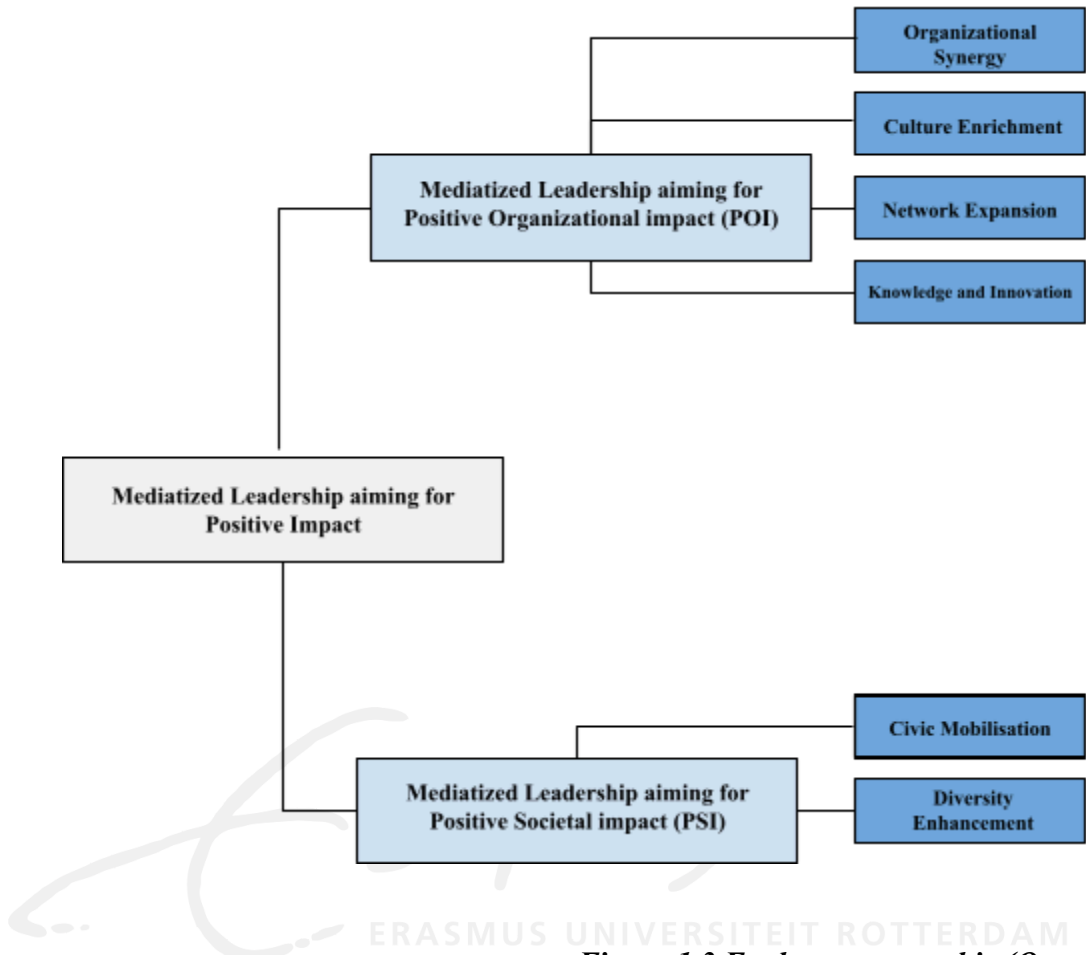 Organizational
Synergy
Culture Enrichment
Mediatized Leadership aiming for
Positive Organizational impact (POI)
Network Expansion
Knowledge and Innovation
Mediatized Leadership aiming for
Positive Impact
Civic Mobilisation
Mediatized Leadership aiming for
Positive Societal impact (PSI)
Diversity
Enhancement
ERASMUS UNIVERSITEIT ROTTERDAM